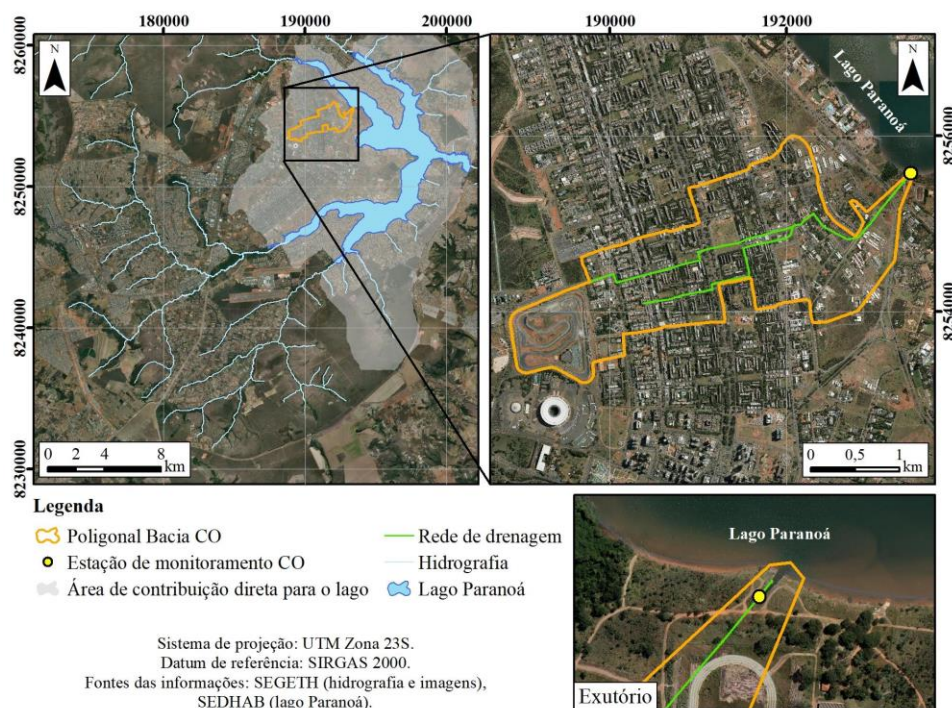 180000 190000 200000
190000 192000
8260000
8250000
8240000
8230000
N
0 2 4 8
km
N
Lago Paranoá
8256000
8254000
0 0,5 1
km
Legenda
Poligonal Bacia CO
Estação de monitoramento CO
Área de contribuição direta para o lago
Rede de drenagem
Hidrografia
Lago Paranoá
Sistema de projeção: UTM Zona 23S.
Datum de referência: SIRGAS 2000.
Fontes das informações: SEGETH (hidrografia e imagens),
SEDHAB (lago Paranoá).
Lago Paranoá
Exutório